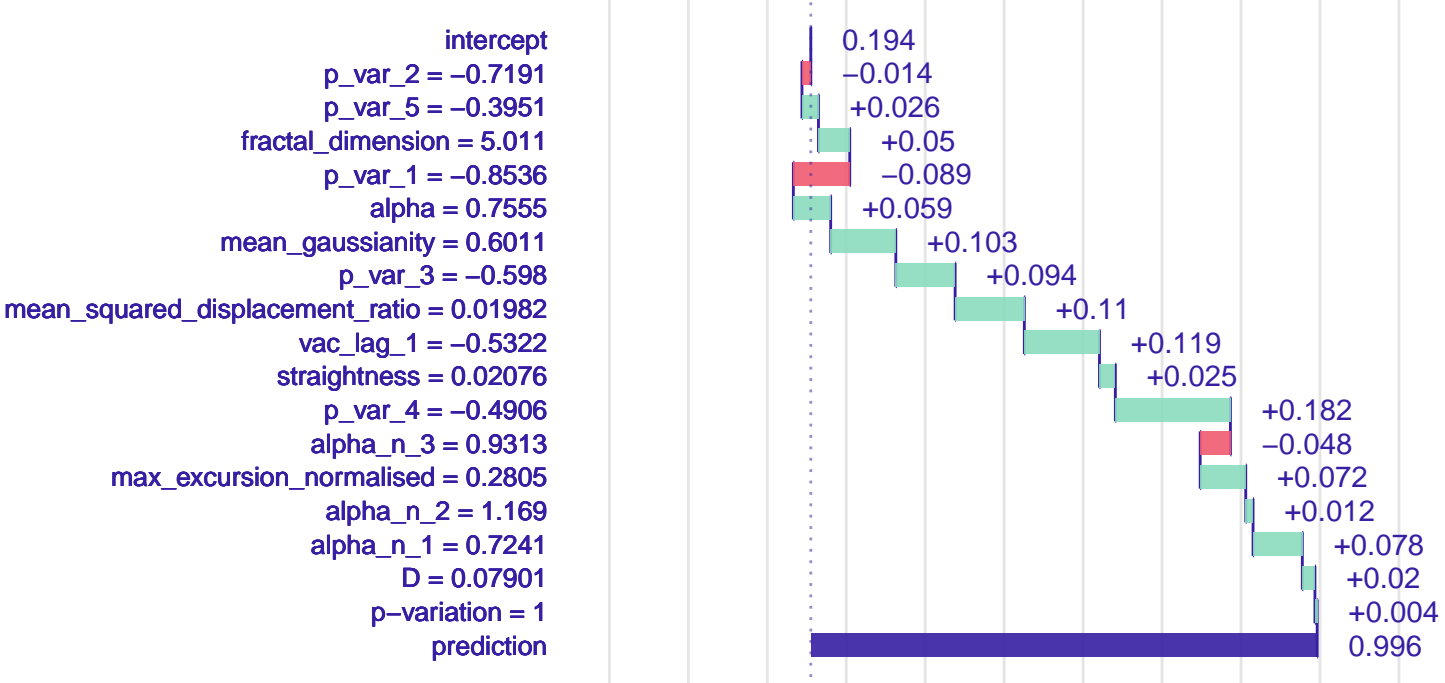 intercept 0.194
p_var_2 = −0.7191 −0.014
p_var_5 = −0.3951 +0.026
fractal_dimension = 5.011 +0.05
p_var_1 = −0.8536 −0.089
alpha = 0.7555 +0.059
mean_gaussianity = 0.6011 +0.103
p_var_3 = −0.598 +0.094
mean_squared_displacement_ratio = 0.01982 +0.11
vac_lag_1 = −0.5322 +0.119
straightness = 0.02076 +0.025
p_var_4 = −0.4906 +0.182
alpha_n_3 = 0.9313 −0.048
max_excursion_normalised = 0.2805 +0.072
alpha_n_2 = 1.169 +0.012
alpha_n_1 = 0.7241 +0.078
D = 0.07901 +0.02
p−variation = 1 +0.004
prediction 0.996